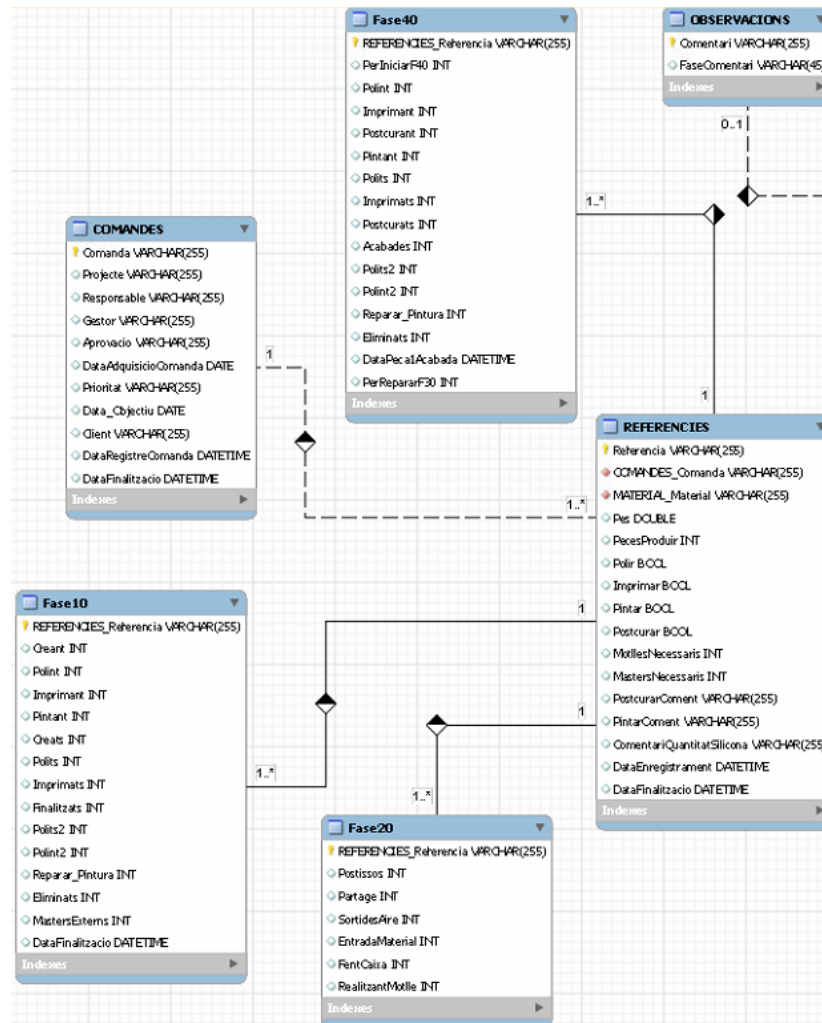 Fase40
REFERENCIES_Referencia VARCHAR(255)
PerIniciarF40 INT
Polint INT
Imprimant INT
Postcurant INT
Pintant INT
Polits INT
Imprimats INT
Postcurats INT
Acabades INT
Polits2 INT
Polint2 INT
Reparar_Pintura INT
Eliminats INT
DataPeca1Acabada DATETIME
PerRepararF30 INT
Indexes
OBSERVACIONS
Comentari VARCHAR(255)
FaseComentari VARCHAR(45)
Indexes
0..1
1..*
1
COMANDES
Comanda VARCHAR(255)
Projecte VARCHAR(255)
Responsable VARCHAR(255)
Gestor VARCHAR(255)
Aprovacio VARCHAR(255)
DataAdquisicioComanda DATE
Prioritat VARCHAR(255)
Data_Objectiu DATE
Client VARCHAR(255)
DataRegistreComanda DATETIME
DataFinalitzacio DATETIME
Indexes
1
1..*
REFERENCIES
Referencia VARCHAR(255)
COMANDES_Comanda VARCHAR(255)
MATERIAL_Material VARCHAR(255)
Pes DOUBLE
PecesProduir INT
Polir BOOL
Imprimar BOOL
Pintar BOOL
Postcurar BOOL
MotllesNecessaris INT
MastersNecessaris INT
PostcurarComent VARCHAR(255)
PintarComent VARCHAR(255)
ComentariQuantitatSilicona VARCHAR(255
DataEnregistrament DATETIME
DataFinalitzacio DATETIME
Indexes
Fase10
REFERENCIES_Referencia VARCHAR(255)
Creant INT
Polint INT
Imprimant INT
Pintant INT
Creats INT
Polits INT
Imprimats INT
Finalitzats INT
Polits2 INT
Polint2 INT
Reparar_Pintura INT
Eliminats INT
MastersExterns INT
DataFinalitzacio DATETIME
Indexes
1
1..*
1
1..*
Fase20
REFERENCIES_Referencia VARCHAR(255)
Postissos INT
Partage INT
SortidesAire INT
EntradaMaterial INT
FentCaixa INT
RealitzantMotlle INT
Indexes